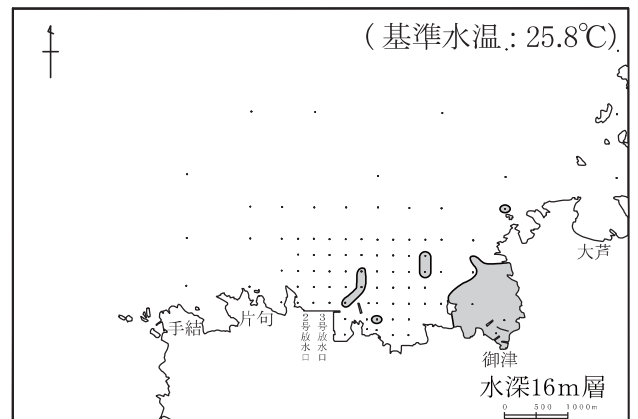 (基準水温:25.8℃)
大芦
手結
片句
2号放水口
3号放水口
御津
水深16m層
0 500 1000m